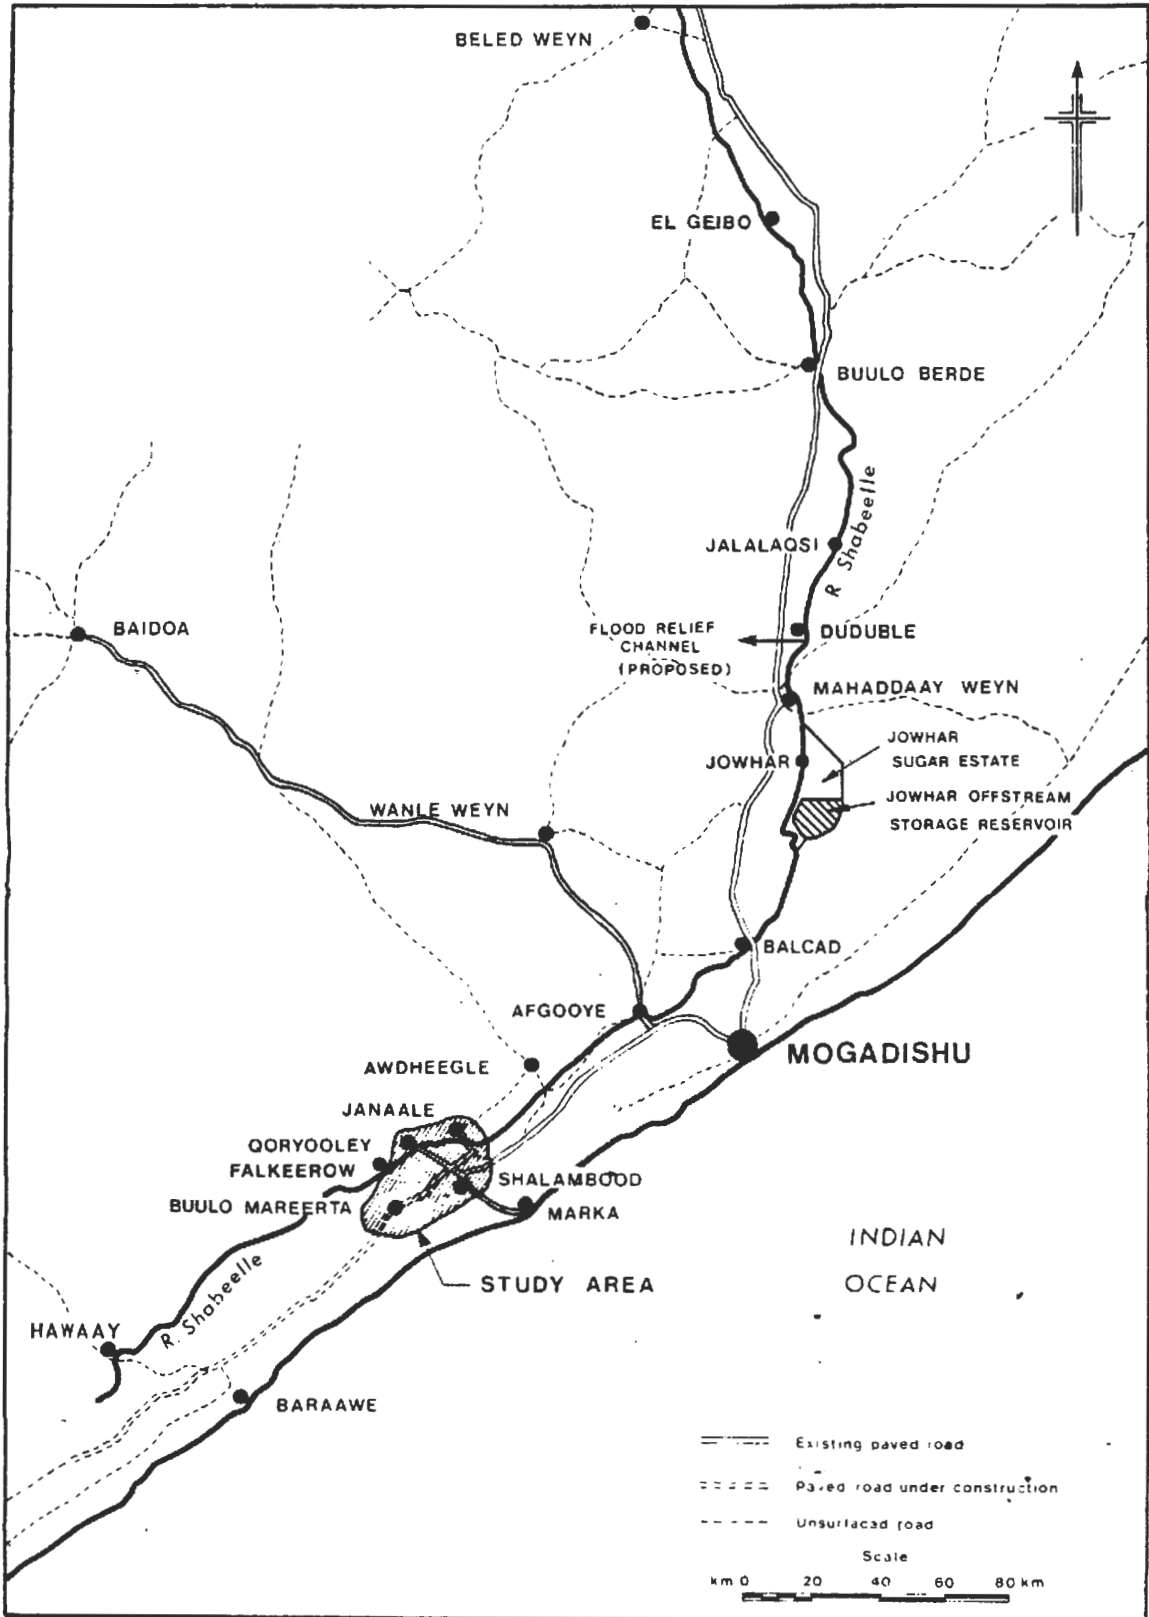 BELED WEYN
EL GEIBO
BUULO BERDE
R Shabeelle
JALALAQSI
BAIDOA
FLOOD RELIEF
CHANNEL
(PROPOSED)
DUDUBLE
MAHADDAAY WEYN
JOWHAR
SUGAR ESTATE
JOWHAR
JOWHAR OFFSTREAM
STORAGE RESERVOIR
WANLE WEYN
BALCAD
AFGOOYE
MOGADISHU
AWDHEEGLE
JANAALE
QORYOOLEY
FALKEEROW
SHALAMBOOD
BUULO MAREERTA
MARKA
INDIAN
OCEAN
STUDY AREA
R. Shabeelle
HAWAAY
BARAAWE
Existing paved road
Paved road under construction
Unsurfaced road
Scale
km 0 20 40 60 80 km